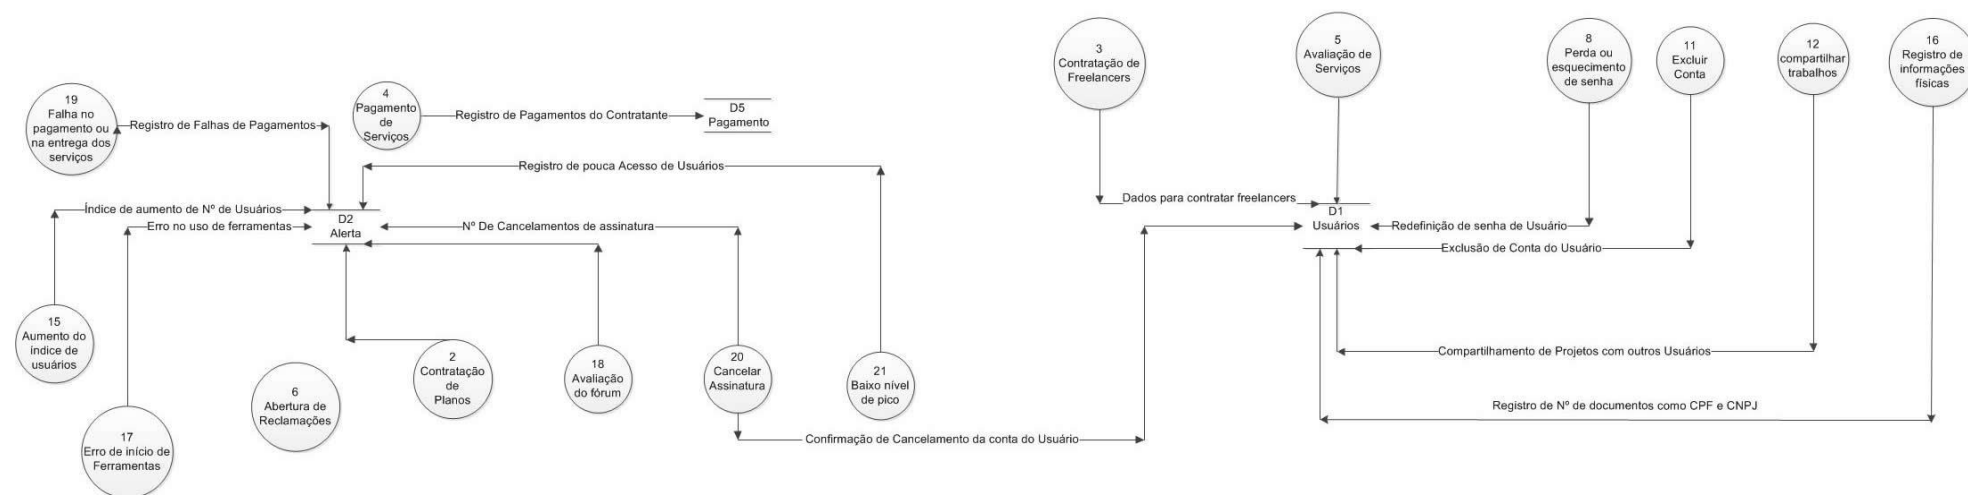 3
Contratação de
Freelancers
5
Avaliação de
Serviços
8
Perda ou
esquecimento
de senha
11
Excluir
Conta
12
compartilhar
trabalhos
16
Registro de
informações
físicas
19
Falha no
pagamento ou
na entrega dos
serviços
Registro de Falhas de Pagamentos
4
Pagamento
de
Serviços
Registro de Pagamentos do Contratante
D5
Pagamento
Registro de pouca Acesso de Usuários
Índice de aumento de Nº de Usuários
Erro no uso de ferramentas
D2
Alerta
Nº De Cancelamentos de assinatura
Dados para contratar freelancers
D1
Usuários
Redefinição de senha de Usuário
Exclusão de Conta do Usuário
15
Aumento do
índice de
usuários
6
Abertura de
Reclamações
2
Contratação
de
Planos
18
Avaliação
do fórum
20
Cancelar
Assinatura
21
Baixo nível
de pico
Compartilhamento de Projetos com outros Usuários
Registro de Nº de documentos como CPF e CNPJ
17
Erro de início de
Ferramentas
Confirmação de Cancelamento da conta do Usuário